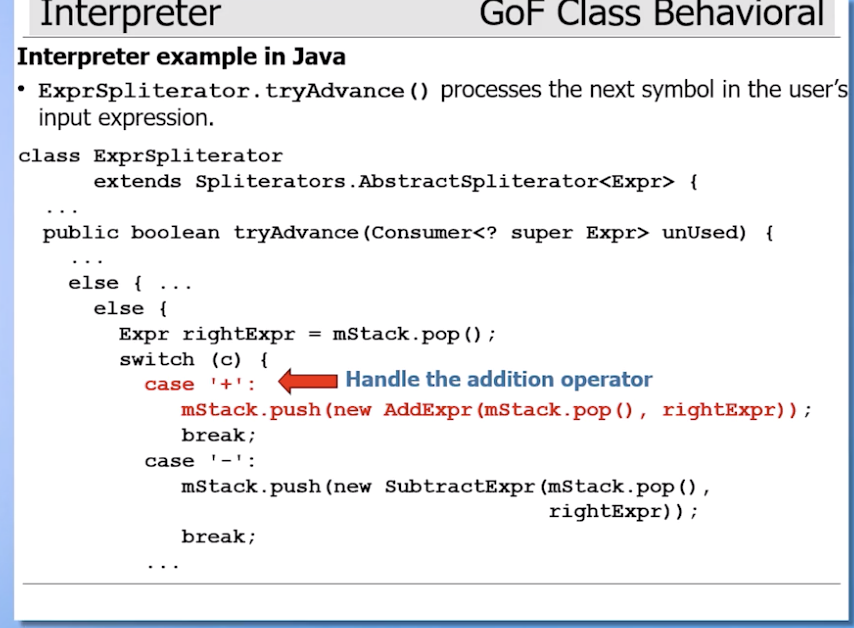 Interpreter GoF Class Behavioral
Interpreter example in Java
• ExprSpliterator.tryAdvance() processes the next symbol in the user's
input expression.
class ExprSpliterator
extends Spliterators.AbstractSpliterator<Expr> {
...
public boolean tryAdvance(Consumer<? super Expr> unUsed) {
...
else { ...
else {
Expr rightExpr = mStack.pop();
switch (c) {
case '+': Handle the addition operator
mStack.push(new AddExpr(mStack.pop(), rightExpr));
break;
case '-':
mStack.push(new SubtractExpr(mStack.pop(),
rightExpr));
break;
...